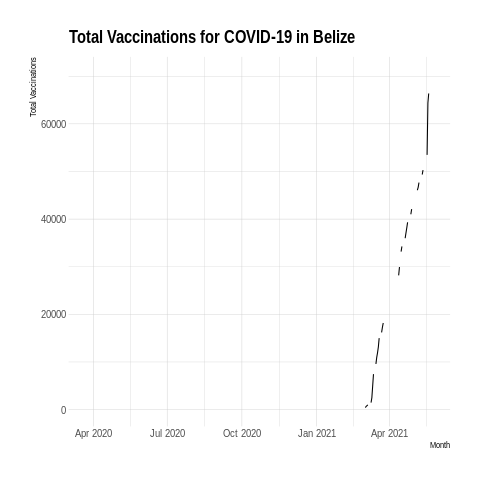 Total Vaccinations for COVID-19 in Belize
Total Vaccinations
60000
40000
20000
0
Apr 2020 Jul 2020 Oct 2020 Jan 2021 Apr 2021
Month